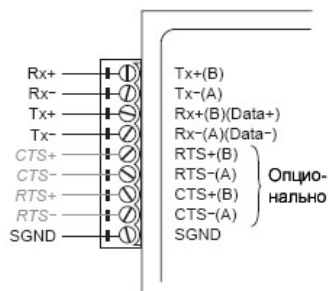 Rx+ Tx+(B)
Rx− Tx−(A)
Tx+ Rx+(B)(Data+)
Tx− Rx−(A)(Data−)
CTS+ RTS+(B)
CTS− RTS−(A)
RTS+ CTS+(B)
RTS− CTS−(A)
SGND SGND
Опцио-
нально